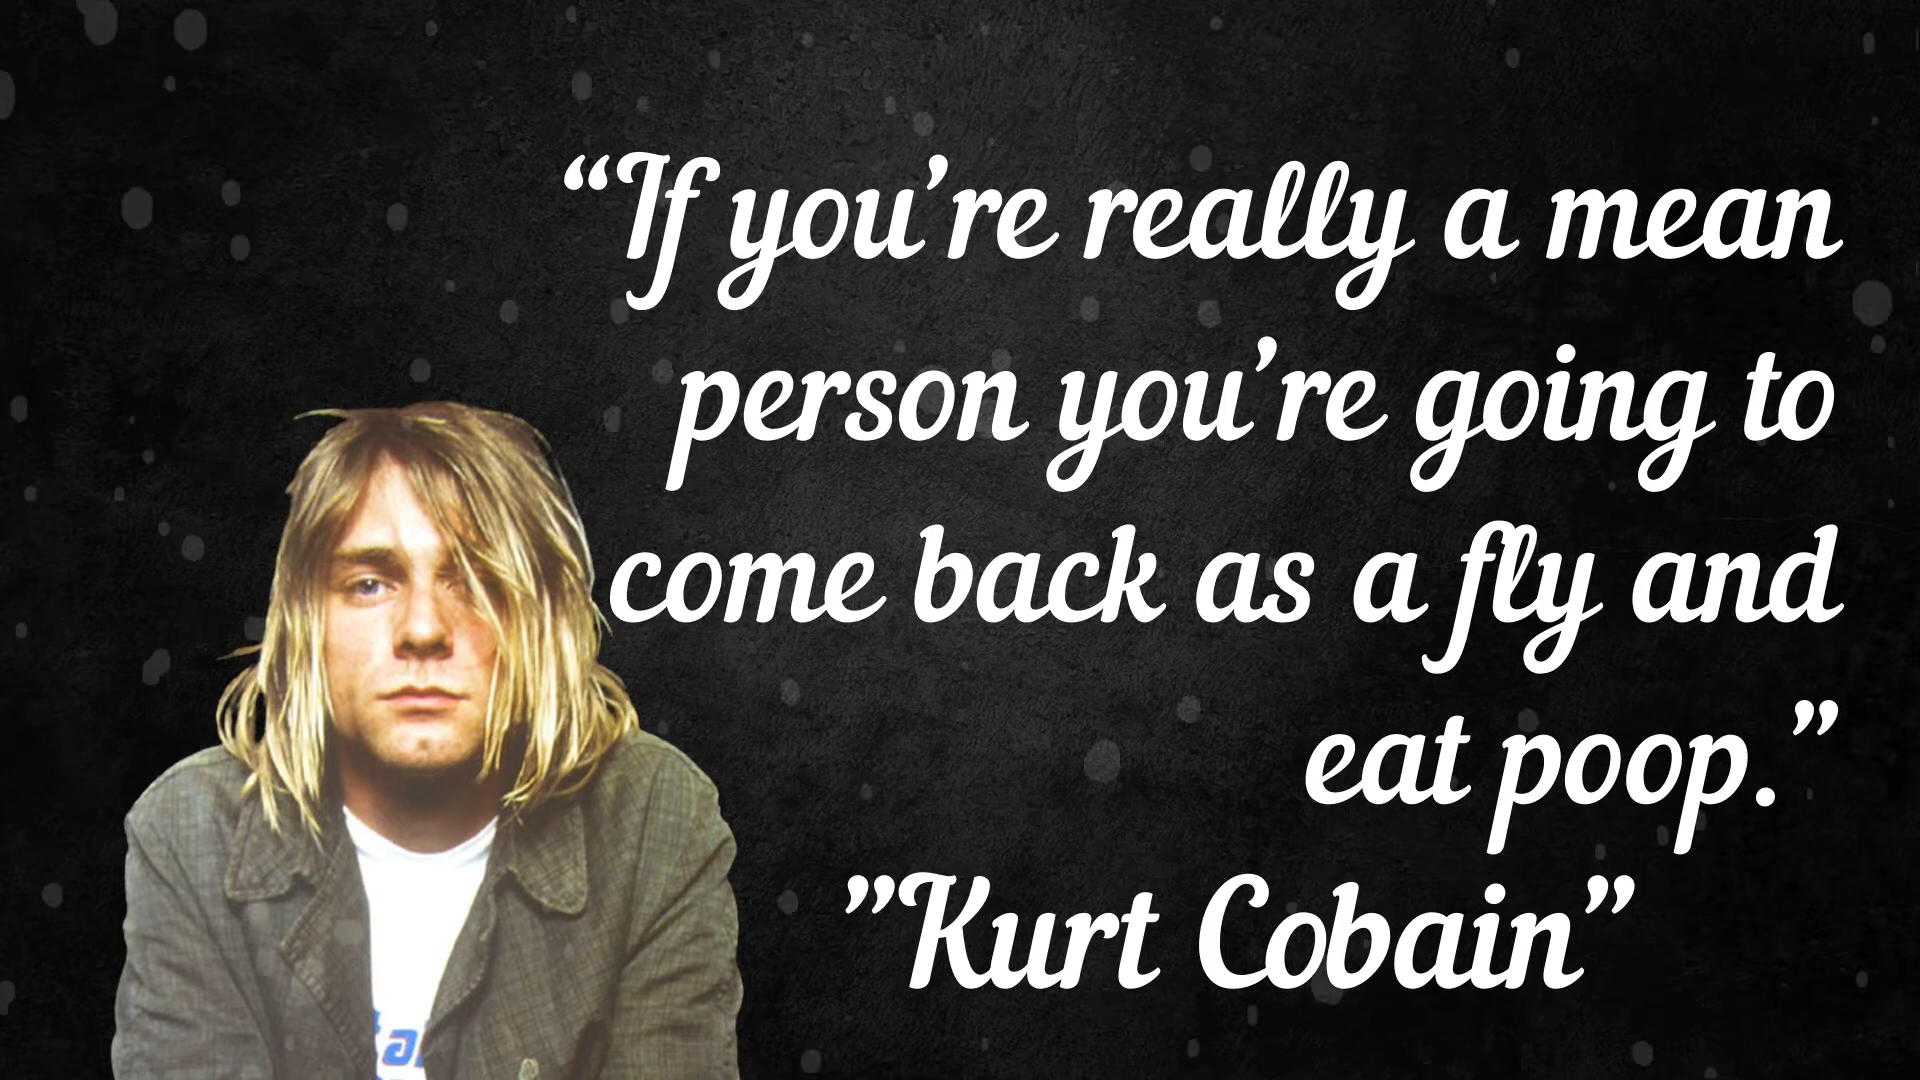 “If you’re really a mean
person you’re going to
come back as a fly and
eat poop.”
”Kurt Cobain”